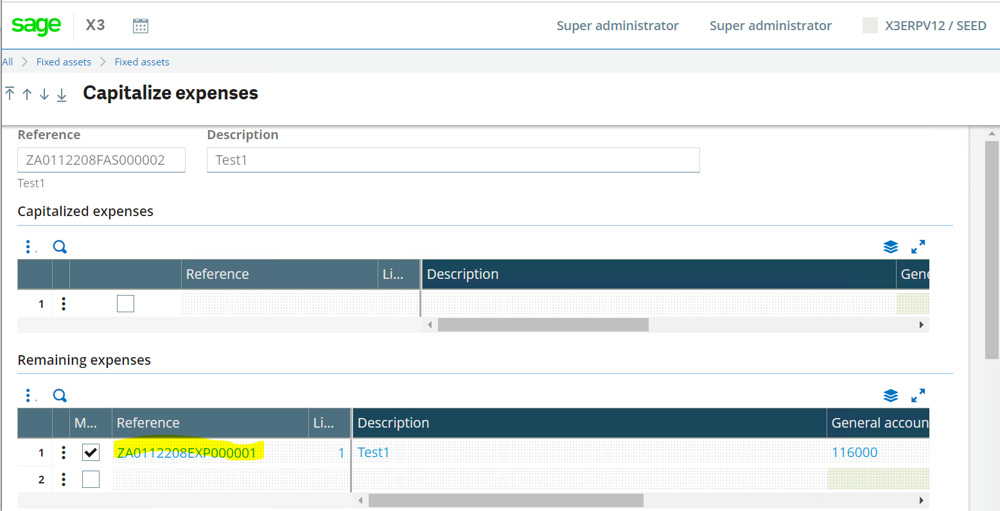 sage X3 Super administrator Super administrator X3ERPV12 / SEED
All Fixed assets Fixed assets
Capitalize expenses
Reference Description
ZA0112208FAS000002 Test1
Test1
Capitalized expenses
Reference Li... Description Gene
1
Remaining expenses
M... Reference Li... Description General accoun
1 ZA0112208EXP000001 1 Test1 116000
2